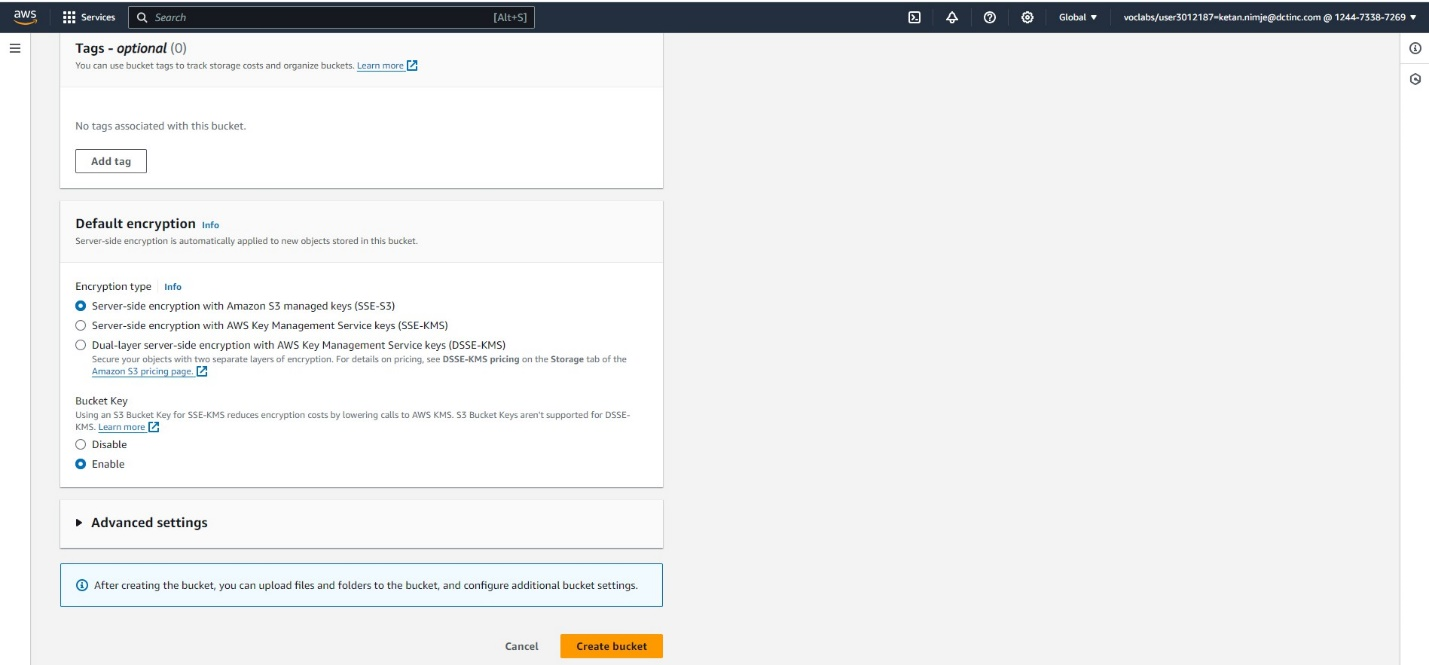 aws
Services
Search
[Alt+S]
Global
voclabs/user3012187=ketan.nimje@dctinc.com @ 1244-7338-7269
Tags - optional (0)
You can use bucket tags to track storage costs and organize buckets. Learn more
No tags associated with this bucket.
Add tag
Default encryption Info
Server-side encryption is automatically applied to new objects stored in this bucket.
Encryption type Info
Server-side encryption with Amazon S3 managed keys (SSE-S3)
Server-side encryption with AWS Key Management Service keys (SSE-KMS)
Dual-layer server-side encryption with AWS Key Management Service keys (DSSE-KMS)
Secure your objects with two separate layers of encryption. For details on pricing, see DSSE-KMS pricing on the Storage tab of the
Amazon S3 pricing page.
Bucket Key
Using an S3 Bucket Key for SSE-KMS reduces encryption costs by lowering calls to AWS KMS. S3 Bucket Keys aren't supported for DSSE-
KMS. Learn more
Disable
Enable
Advanced settings
After creating the bucket, you can upload files and folders to the bucket, and configure additional bucket settings.
Cancel
Create bucket